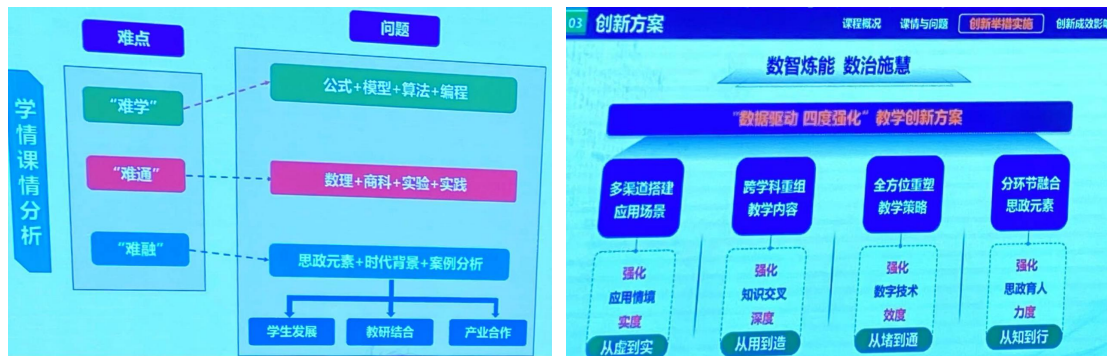 难点
问题
学情课情分析
“难学”
公式+模型+算法+编程
“难通”
数理+商科+实验+实践
“难融”
思政元素+时代背景+案例分析
学生发展
教研结合
产业合作
03 创新方案
课程概况
课情与问题
创新举措实施
创新成效影响
数智炼能 数治施慧
“数据驱动 四度强化” 教学创新方案
多渠道搭建
应用场景
跨学科重组
教学内容
全方位重塑
教学策略
分环节融合
思政元素
强化
应用情境
实度
从虚到实
强化
知识交叉
深度
从用到造
强化
数字技术
效度
从堵到通
强化
思政育人
力度
从知到行